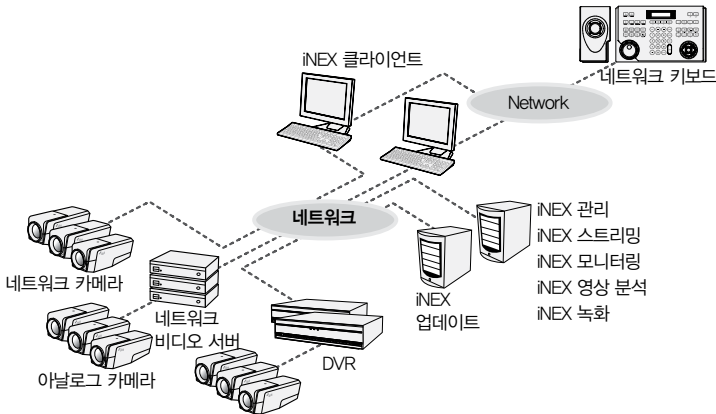 iNEX 클라이언트
네트워크 키보드
Network
네트워크
iNEX 관리
iNEX 스트리밍
iNEX 모니터링
iNEX 영상 분석
iNEX 녹화
iNEX
업데이트
네트워크 카메라
네트워크
비디오 서버
DVR
아날로그 카메라